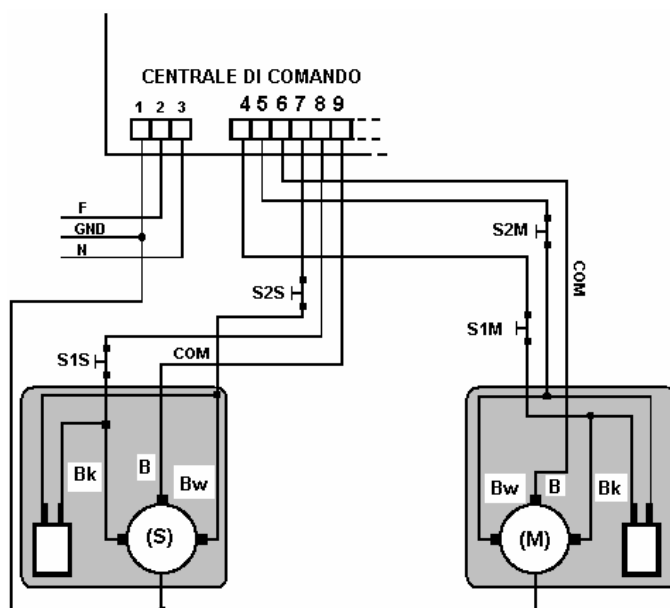 CENTRALE DI COMANDO
1 2 3
4 5 6 7 8 9
F
GND
N
S2M
S2S
COM
S1M
S1S
COM
Bk
B
Bw
Bw
B
Bk
(S)
(M)